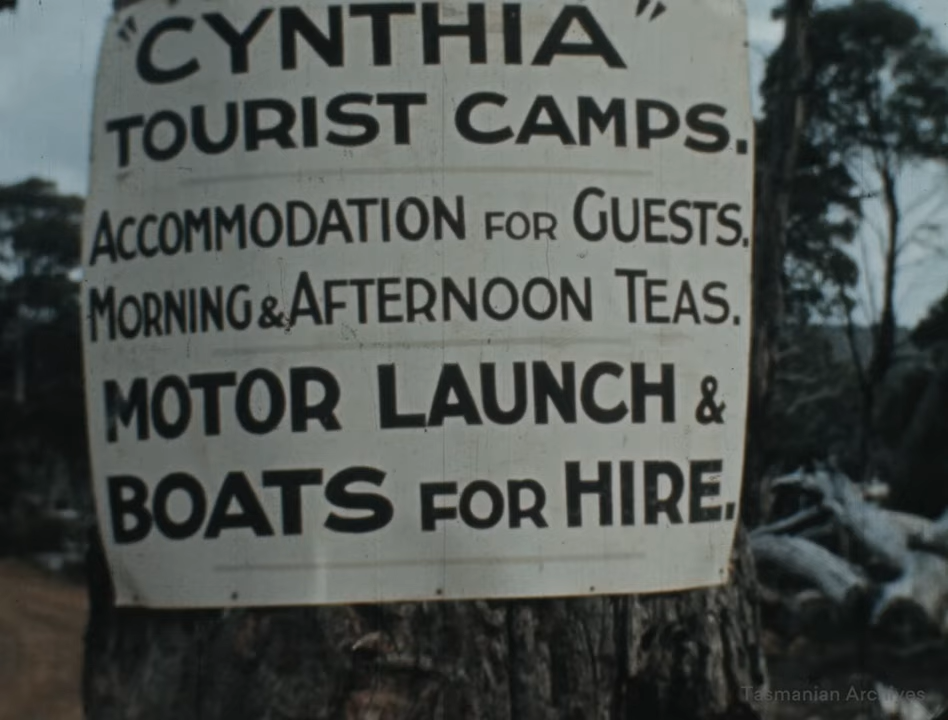 "CYNTHIA"
TOURIST CAMPS.
ACCOMMODATION FOR GUESTS.
MORNING & AFTERNOON TEAS.
MOTOR LAUNCH &
BOATS FOR HIRE.
Tasmanian Archives